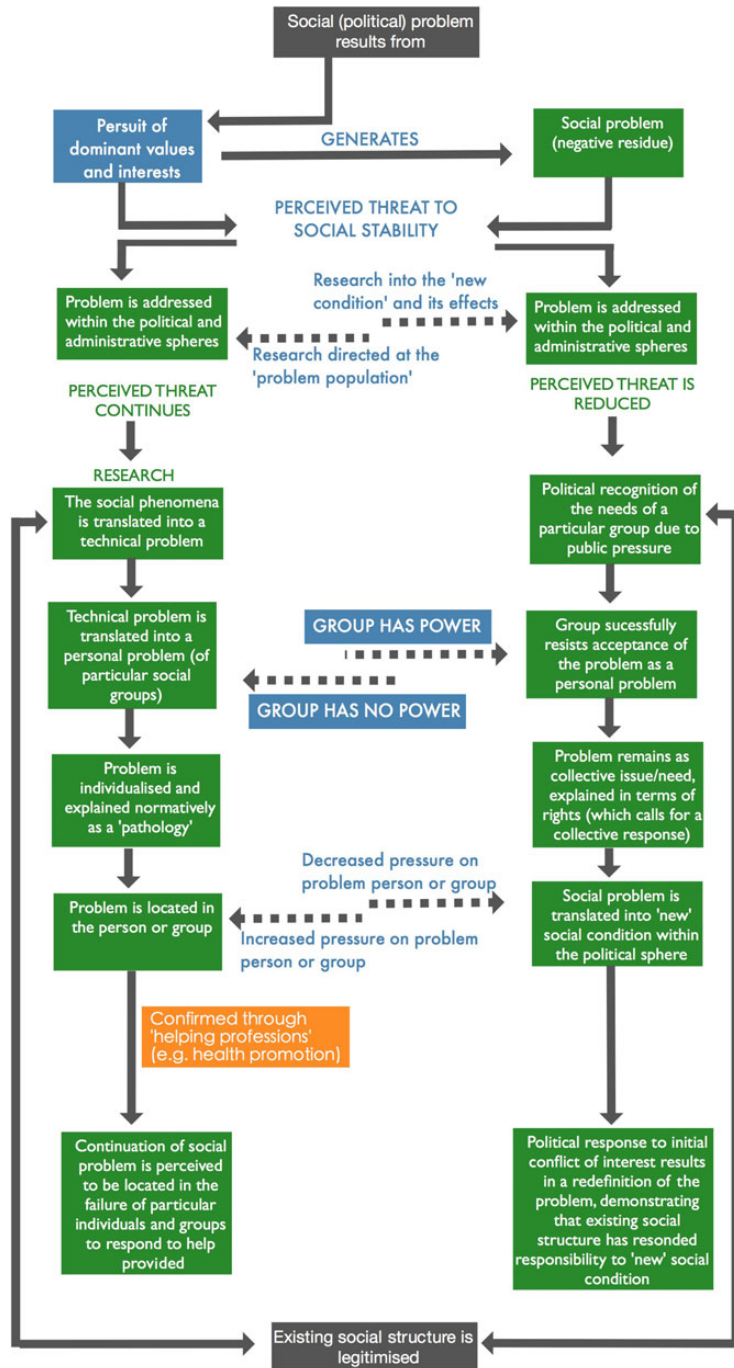 Social (political) problem
results from
Persuit of
dominant values
and interests
GENERATES
Social problem
(negative residue)
PERCEIVED THREAT TO
SOCIAL STABILITY
Problem is addressed
within the political and
administrative spheres
Research into the 'new
condition' and its effects
Research directed at the
'problem population'
Problem is addressed
within the political and
administrative spheres
PERCEIVED THREAT
CONTINUES
PERCEIVED THREAT IS
REDUCED
RESEARCH
The social phenomena
is translated into a
technical problem
Political recognition of
the needs of a
particular group due to
public pressure
Technical problem is
translated into a
personal problem (of
particular social
groups)
GROUP HAS POWER
GROUP HAS NO POWER
Group sucessfully
resists acceptance of
the problem as a
personal problem
Problem is
individualised and
explained normatively
as a 'pathology'
Problem remains as
collective issue/need,
explained in terms of
rights (which calls for a
collective response)
Problem is located in
the person or group
Decreased pressure on
problem person or group
Increased pressure on problem
person or group
Social problem is
translated into 'new'
social condition within
the political sphere
Confirmed through
'helping professions'
(e.g. health promotion)
Continuation of social
problem is perceived
to be located in the
failure of particular
individuals and groups
to respond to help
provided
Political response to initial
conflict of interest results
in a redefinition of the
problem, demonstrating
that existing social
structure has resonded
responsibility to 'new' social
condition
Existing social structure is
legitimised